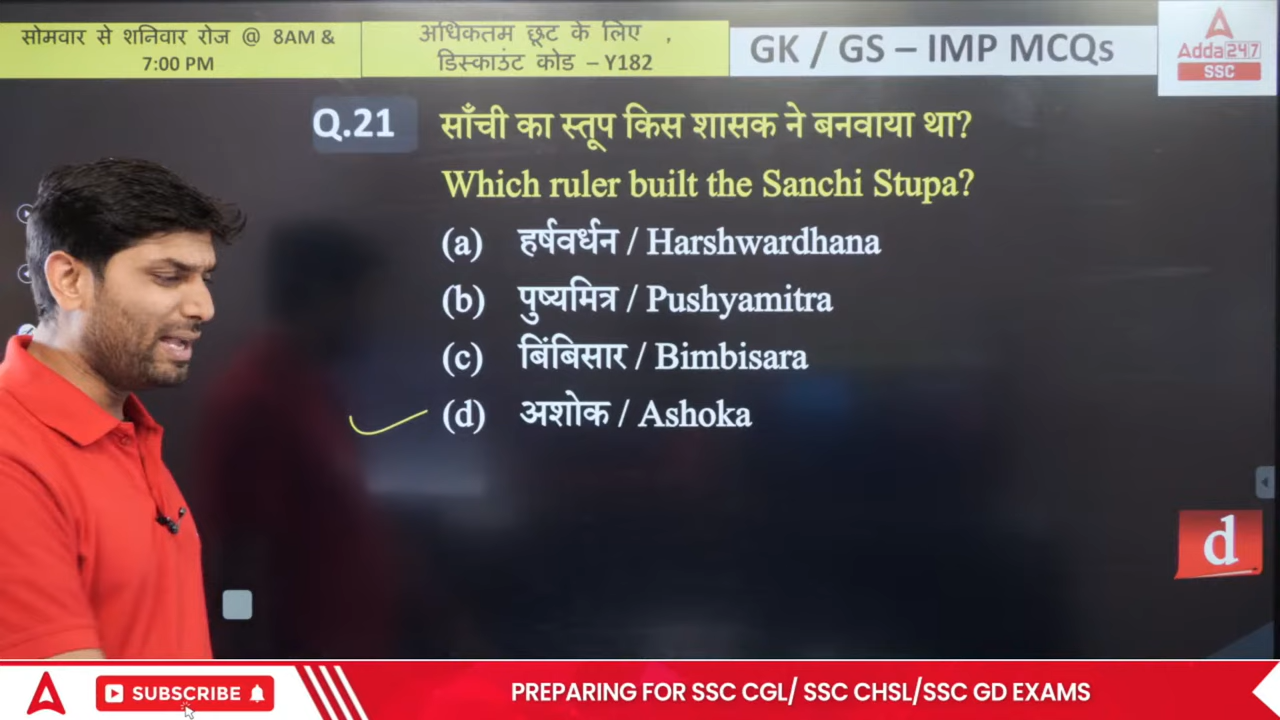 सोमवार से शनिवार रोज @ 8AM &
7:00 PM
अधिकतम छूट के लिए ,
डिस्काउंट कोड – Y182
GK / GS – IMP MCQs
Adda247
SSC
Q.21 साँची का स्तूप किस शासक ने बनवाया था?
Which ruler built the Sanchi Stupa?
(a) हर्षवर्धन / Harshwardhana
(b) पुष्यमित्र / Pushyamitra
(c) बिंबिसार / Bimbisara
(d) अशोक / Ashoka
d
SUBSCRIBE
PREPARING FOR SSC CGL/ SSC CHSL/SSC GD EXAMS